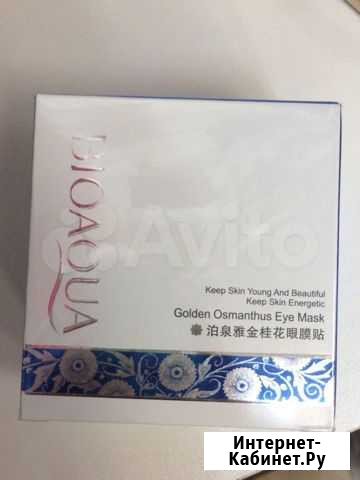 BIOAQUA
Avito
Keep Skin Young And Beautiful
Keep Skin Energetic
Golden Osmanthus Eye Mask
泊泉雅金桂花眼膜贴
Интернет-
Кабинет.Ру